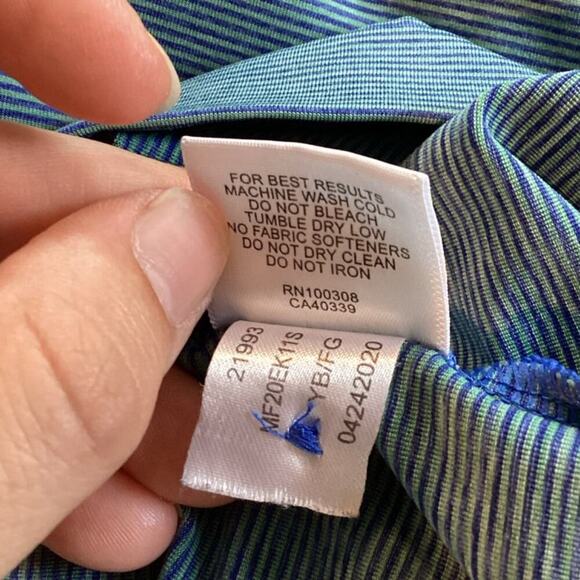 FOR BEST RESULTS
MACHINE WASH COLD
DO NOT BLEACH
TUMBLE DRY LOW
NO FABRIC SOFTENERS
DO NOT DRY CLEAN
DO NOT IRON
RN100308
CA40339
21993
MF20EK11S
YB/FG
04242020